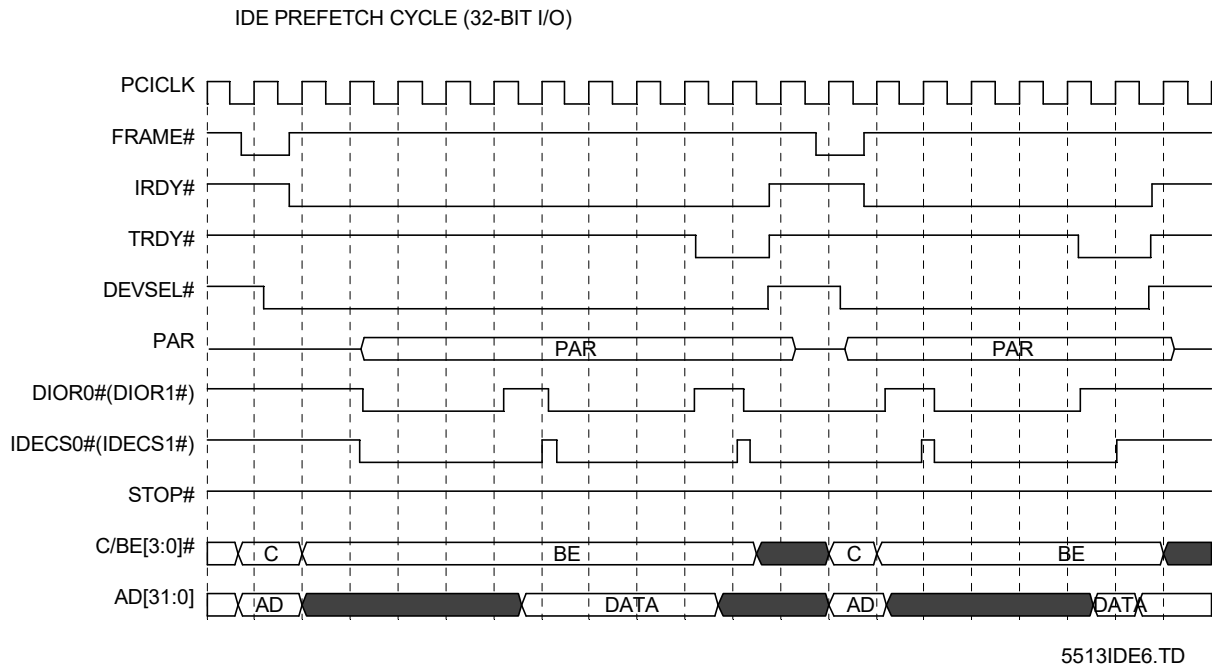 IDE PREFETCH CYCLE (32-BIT I/O)
PCICLK
FRAME#
IRDY#
TRDY#
DEVSEL#
PAR PAR PAR
DIOR0#(DIOR1#)
IDECS0#(IDECS1#)
STOP#
C/BE[3:0]# C BE C BE
AD[31:0] AD DATA AD DATA
5513IDE6.TD